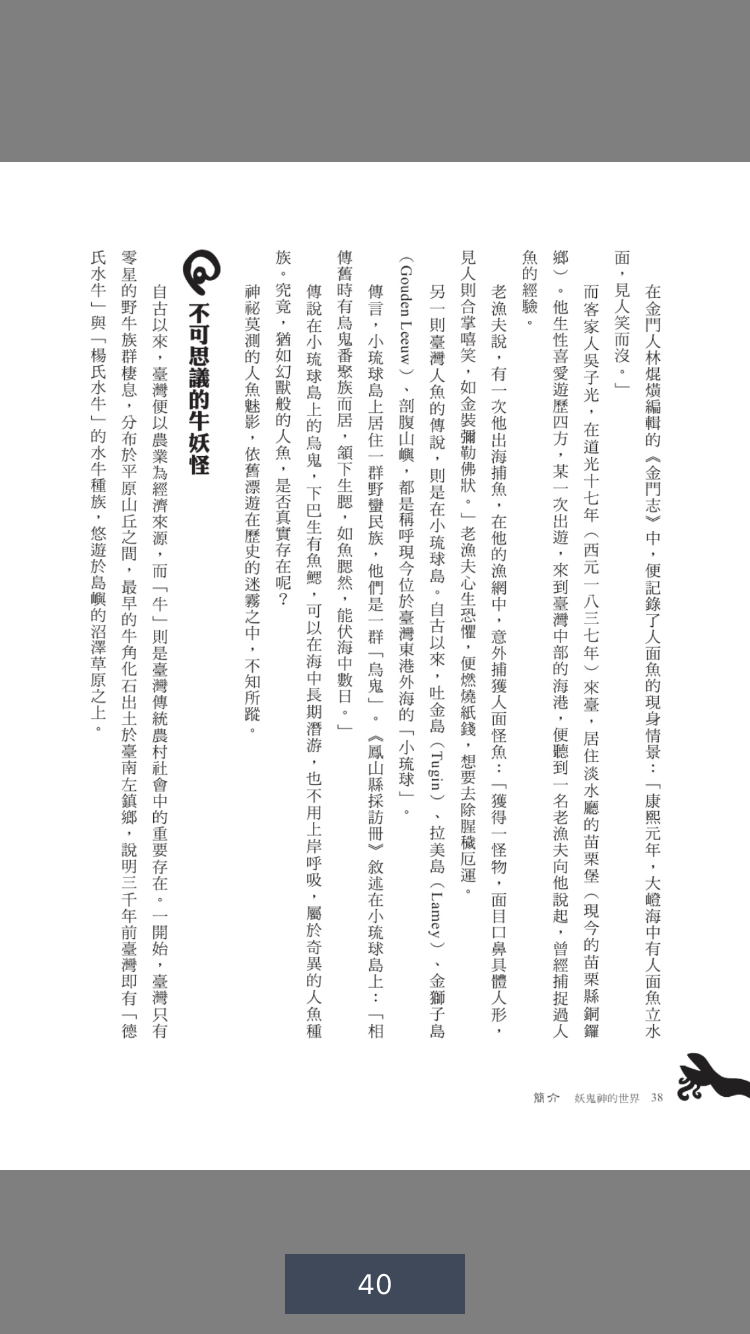 在金門人林焜熿編輯的《金門志》中，便記錄了人面魚的現身情景：「康熙元年，大嶝海中有人面魚立水
面，見人笑而沒。」
而客家人吳子光，在道光十七年（西元一八三七年）來臺，居住淡水廳的苗栗堡（現今的苗栗縣銅鑼
鄉）。他生性喜愛遊歷四方，某一次出遊，來到臺灣中部的海港，便聽到一名老漁夫向他說起，曾經捕捉過人
魚的經驗。
老漁夫說，有一次他出海捕魚，在他的漁網中，意外捕獲人面怪魚：「獲得一怪物，面目口鼻具體人形，
見人則合掌嘻笑，如金裝彌勒佛狀。」老漁夫心生恐懼，便燃燒紙錢，想要去除腥穢厄運。
另一則臺灣人魚的傳說，則是在小琉球島。自古以來，吐金島（Tugin）、拉美島（Lamey）、金獅子島
（Gouden Leeuw）、剖腹山嶼，都是稱呼現今位於臺灣東港外海的「小琉球」。
傳言，小琉球島上居住一群野蠻民族，他們是一群「烏鬼」。《鳳山縣採訪冊》敘述在小琉球島上：「相
傳舊時有烏鬼番聚族而居，頷下生腮，如魚腮然，能伏海中數日。」
傳說在小琉球島上的烏鬼，下巴生有魚鰓，可以在海中長期潛游，也不用上岸呼吸，屬於奇異的人魚種
族。究竟，猶如幻獸般的人魚，是否真實存在呢？
神祕莫測的人魚魅影，依舊漂遊在歷史的迷霧之中，不知所蹤。
不可思議的牛妖怪
自古以來，臺灣便以農業為經濟來源，而「牛」則是臺灣傳統農村社會中的重要存在。一開始，臺灣只有
零星的野牛族群棲息，分布於平原山丘之間，最早的牛角化石出土於臺南左鎮鄉，說明三千年前臺灣即有「德
氏水牛」與「楊氏水牛」的水牛種族，悠遊於島嶼的沼澤草原之上。
簡介 妖鬼神的世界 38
40